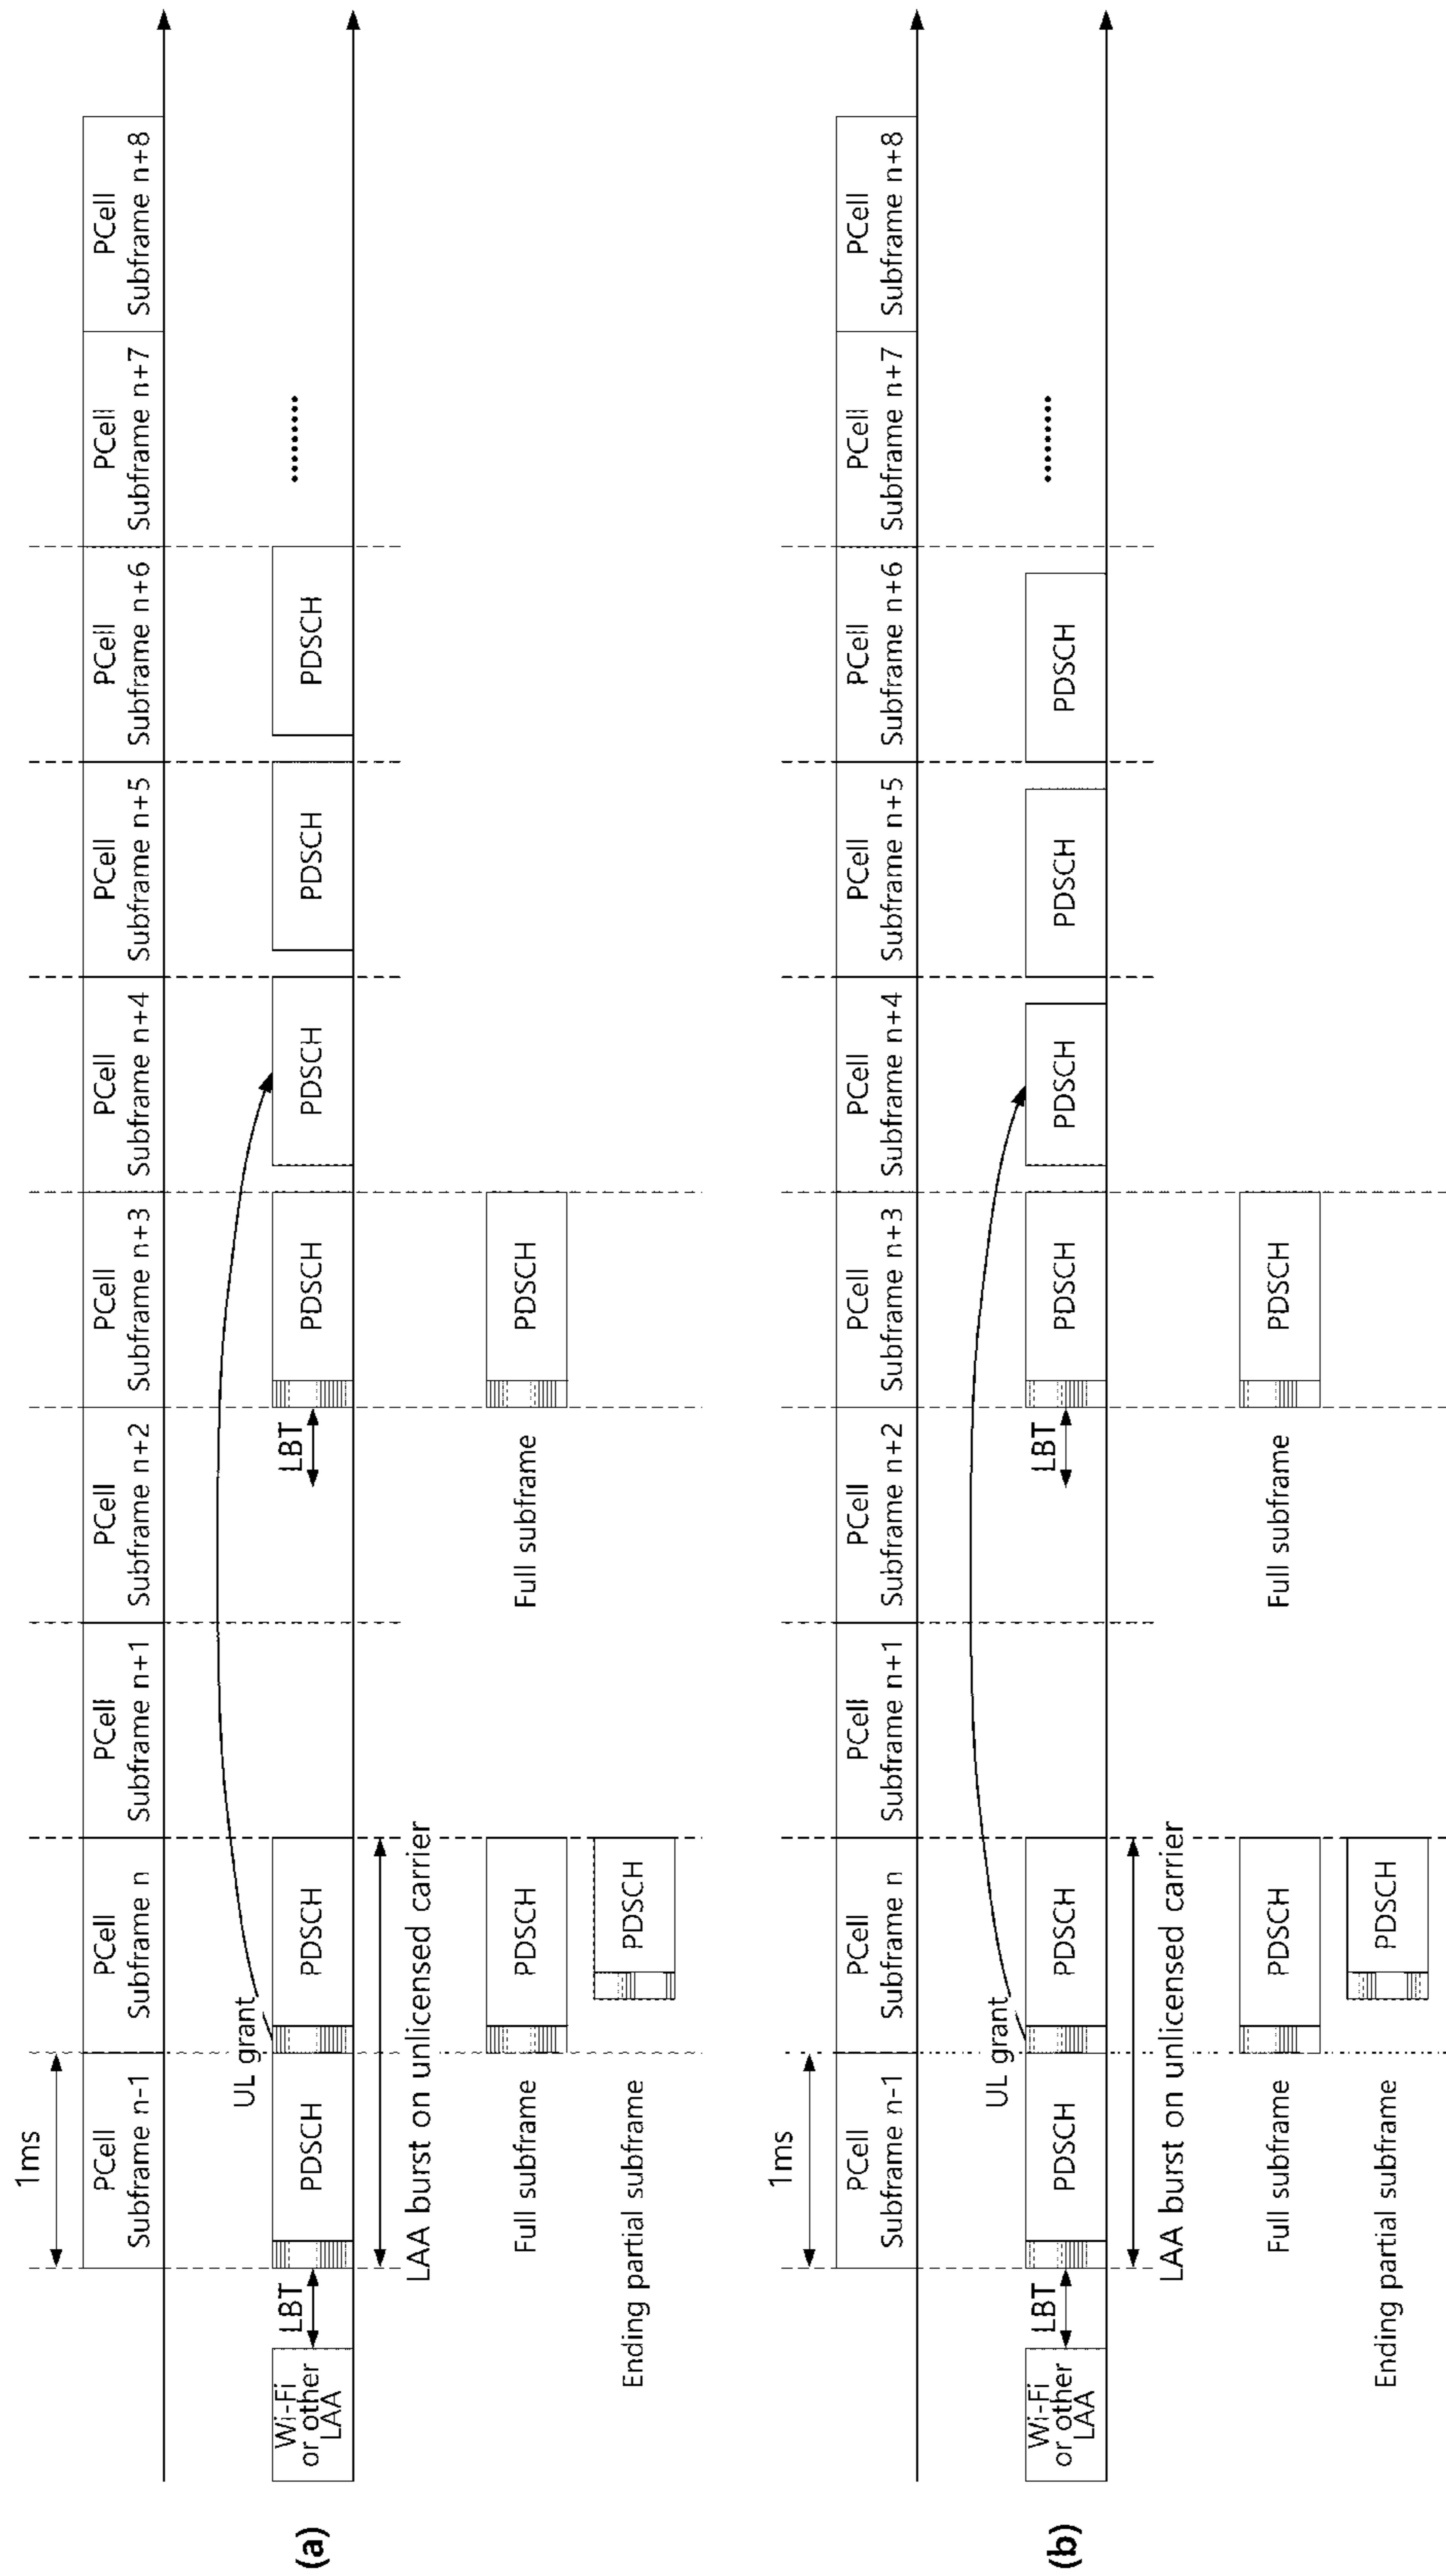 (a)
1ms
PCell
Subframe n-1
PCell
Subframe n
PCell
Subframe n+1
PCell
Subframe n+2
PCell
Subframe n+3
PCell
Subframe n+4
PCell
Subframe n+5
PCell
Subframe n+6
PCell
Subframe n+7
PCell
Subframe n+8
UL grant
Wi-Fi
or other
LAA
LBT
PDSCH
PDSCH
LBT
PDSCH
PDSCH
PDSCH
PDSCH
LAA burst on unlicensed carrier
Full subframe
PDSCH
Full subframe
PDSCH
Ending partial subframe
PDSCH
(b)
1ms
PCell
Subframe n-1
PCell
Subframe n
PCell
Subframe n+1
PCell
Subframe n+2
PCell
Subframe n+3
PCell
Subframe n+4
PCell
Subframe n+5
PCell
Subframe n+6
PCell
Subframe n+7
PCell
Subframe n+8
UL grant
Wi-Fi
or other
LAA
LBT
PDSCH
PDSCH
LBT
PDSCH
PDSCH
PDSCH
PDSCH
LAA burst on unlicensed carrier
Full subframe
PDSCH
Full subframe
PDSCH
Ending partial subframe
PDSCH